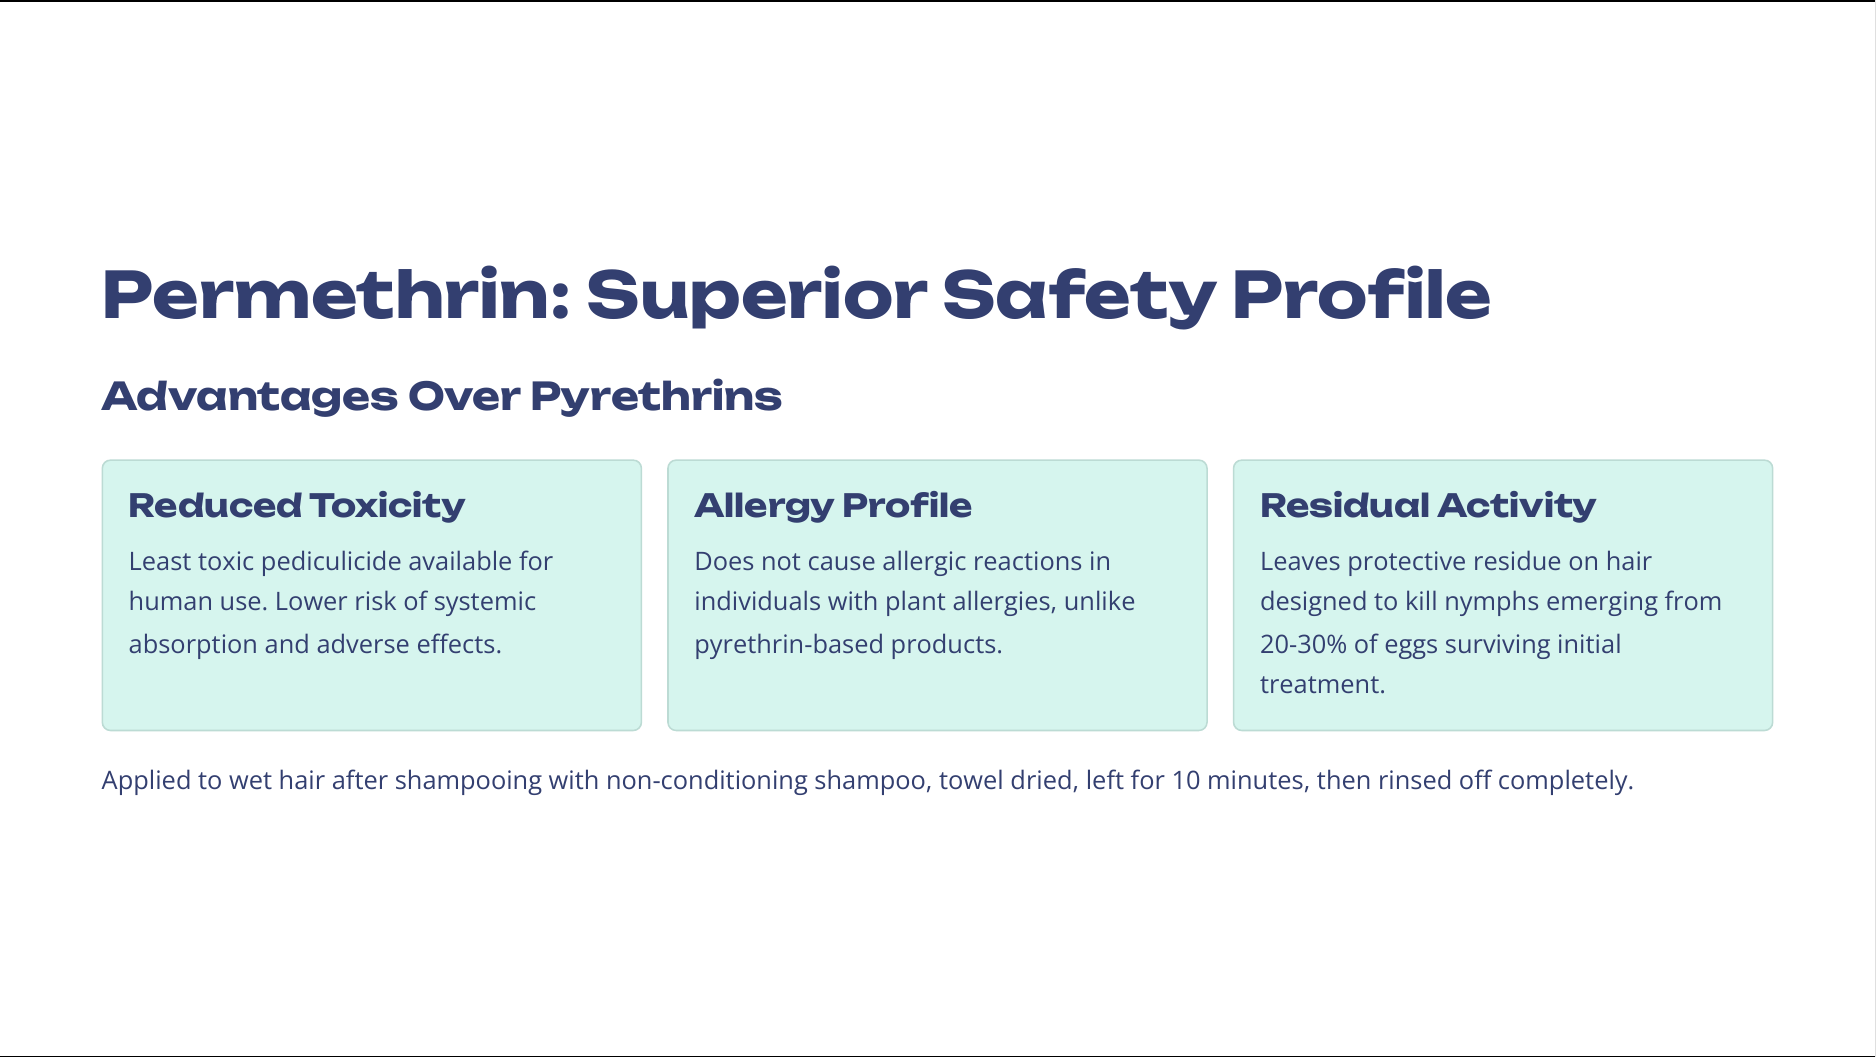 Permethrin: Superior Safety Profile
Advantages Over Pyrethrins
Reduced Toxicity
Least toxic pediculicide available for
human use. Lower risk of systemic
absorption and adverse effects.
Allergy Profile
Does not cause allergic reactions in
individuals with plant allergies, unlike
pyrethrin-based products.
Residual Activity
Leaves protective residue on hair
designed to kill nymphs emerging from
20-30% of eggs surviving initial
treatment.
Applied to wet hair after shampooing with non-conditioning shampoo, towel dried, left for 10 minutes, then rinsed off completely.